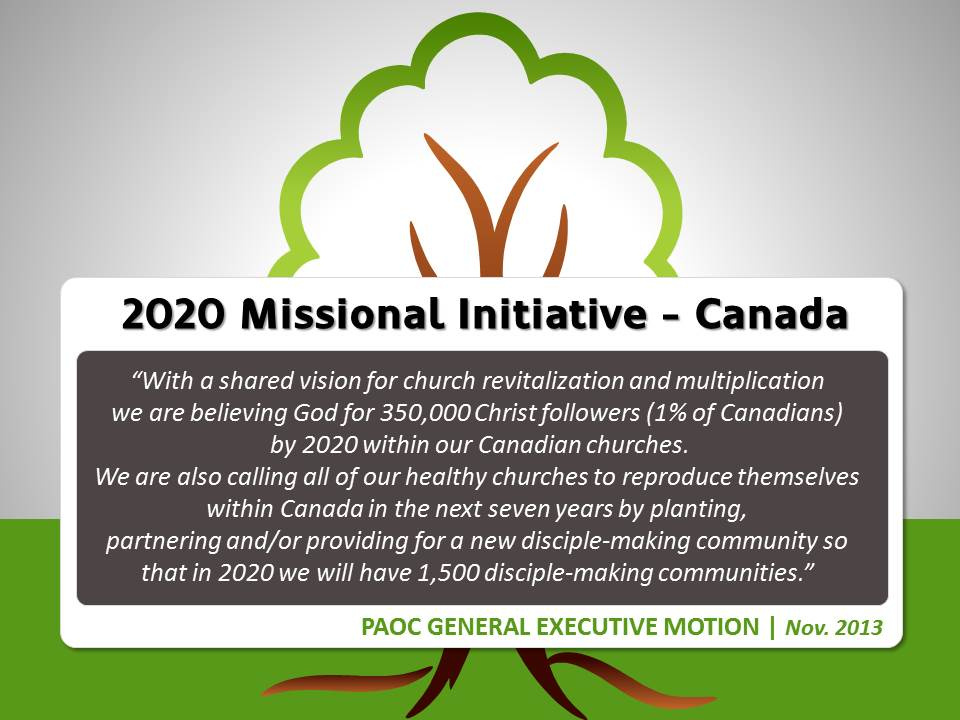 2020 Missional Initiative - Canada
“With a shared vision for church revitalization and multiplication
we are believing God for 350,000 Christ followers (1% of Canadians)
by 2020 within our Canadian churches.
We are also calling all of our healthy churches to reproduce themselves
within Canada in the next seven years by planting,
partnering and/or providing for a new disciple-making community so
that in 2020 we will have 1,500 disciple-making communities.”
PAOC GENERAL EXECUTIVE MOTION | Nov. 2013